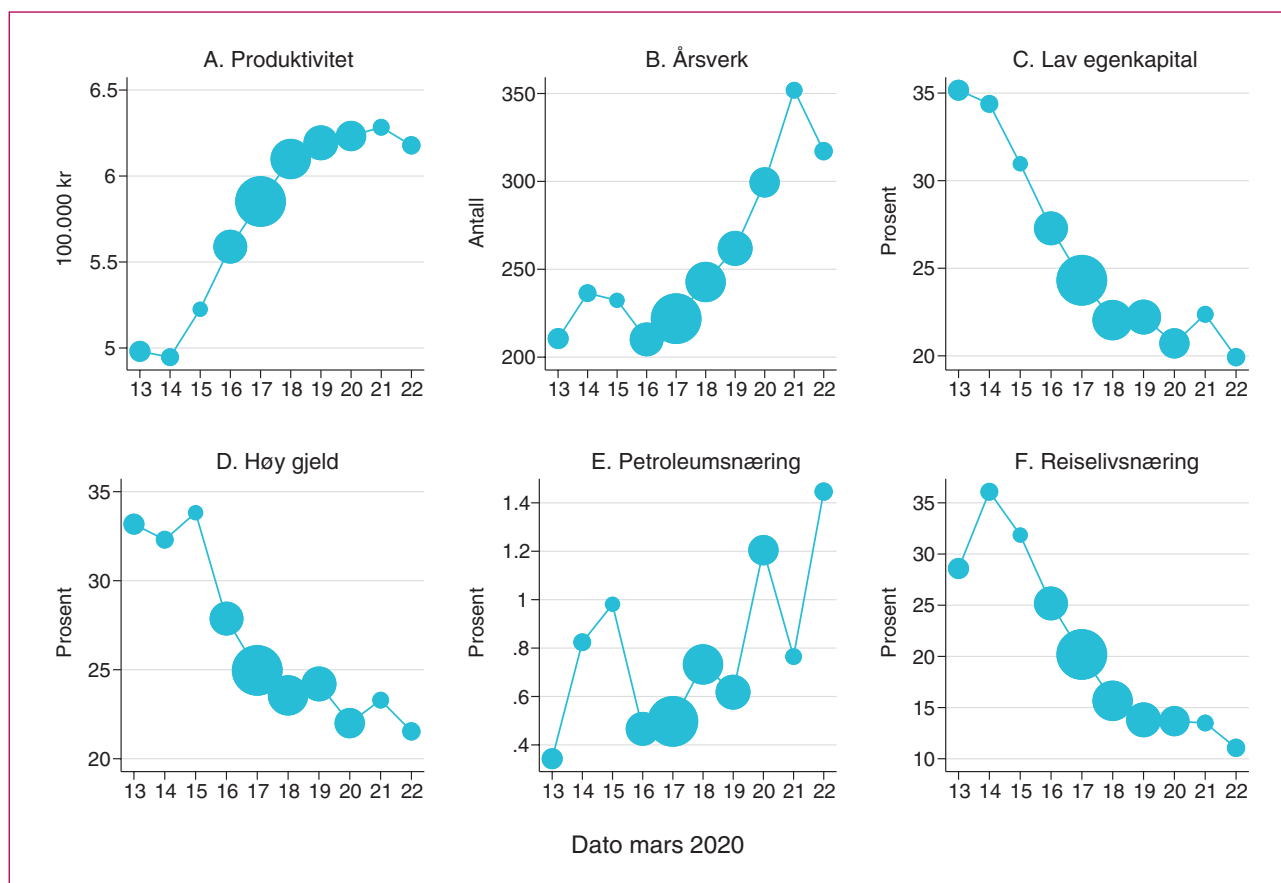 A. Produktivitet
6.5
6
5.5
5
100.000 kr
13 14 15 16 17 18 19 20 21 22
B. Årsverk
350
300
250
200
Antall
13 14 15 16 17 18 19 20 21 22
C. Lav egenkapital
35
30
25
20
Prosent
13 14 15 16 17 18 19 20 21 22
D. Høy gjeld
35
30
25
20
Prosent
13 14 15 16 17 18 19 20 21 22
E. Petroleumsnæring
1.4
1.2
1
.8
.6
.4
Prosent
13 14 15 16 17 18 19 20 21 22
F. Reiselivsnæring
35
30
25
20
15
10
Prosent
13 14 15 16 17 18 19 20 21 22
Dato mars 2020